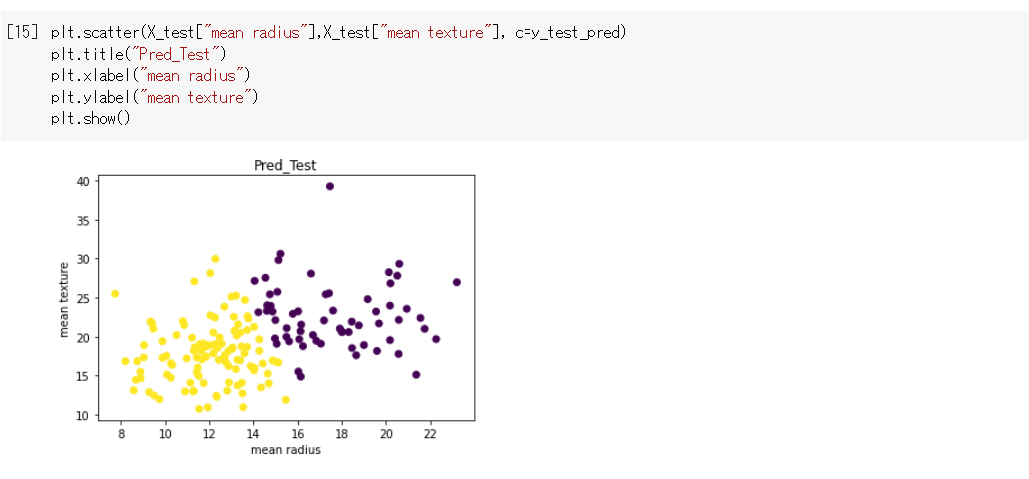 [15] plt.scatter(X_test["mean radius"],X_test["mean texture"], c=y_test_pred)
plt.title("Pred_Test")
plt.xlabel("mean radius")
plt.ylabel("mean texture")
plt.show()
Pred_Test
40
35
30
25
20
15
10
mean texture
8 10 12 14 16 18 20 22
mean radius